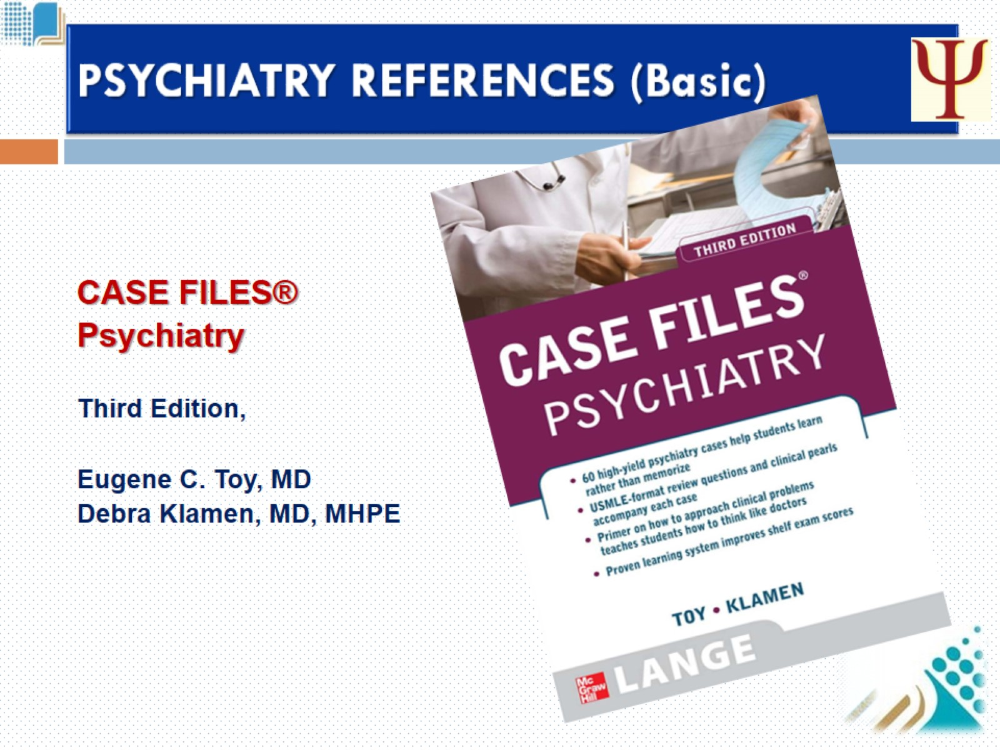 PSYCHIATRY REFERENCES (Basic)
Ψ
CASE FILES®
Psychiatry
Third Edition,
Eugene C. Toy, MD
Debra Klamen, MD, MHPE
THIRD EDITION
CASE FILES®
PSYCHIATRY
• 60 high-yield psychiatry cases help students learn
rather than memorize
• USMLE-format review questions and clinical pearls
accompany each case
• Primer on how to approach clinical problems
teaches students how to think like doctors
• Proven learning system improves shelf exam scores
TOY • KLAMEN
Mc
Graw
Hill
LANGE